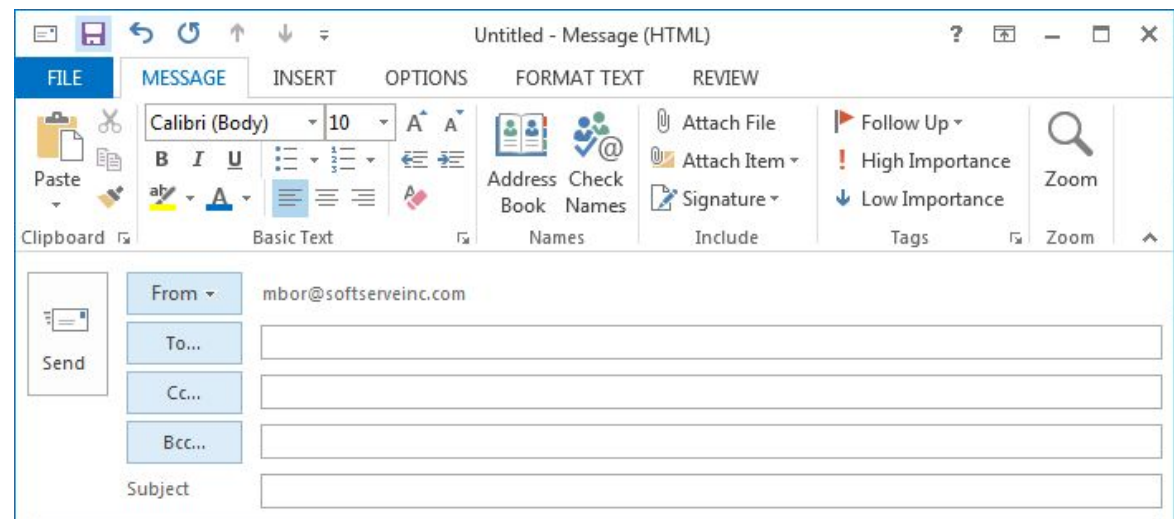 Untitled - Message (HTML) ?
FILE MESSAGE INSERT OPTIONS FORMAT TEXT REVIEW
Calibri (Body) 10 A A Attach File Follow Up
B I U Attach Item ! High Importance
Paste Address Check Zoom
aby A Book Names Signature Low Importance
Clipboard Basic Text Names Include Tags Zoom
From mbor@softserveinc.com
To...
Send
Cc...
Bcc...
Subject